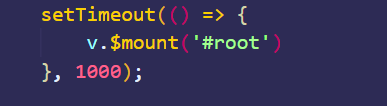 setTimeout(() => {
    v.$mount('#root')
}, 1000);